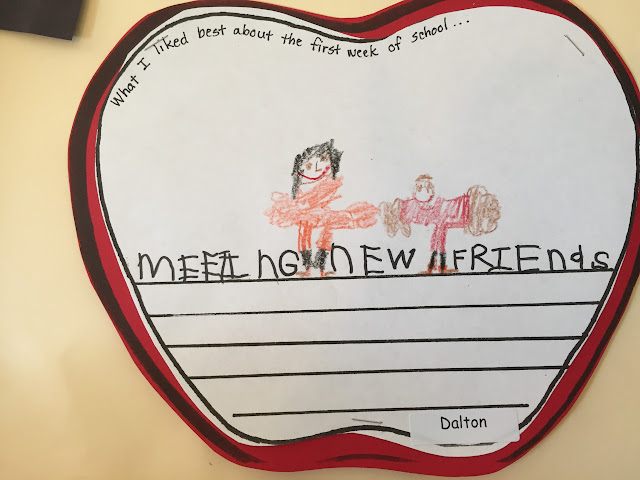 What I liked best about the first week of school...
MEETING NEW FRIENds
Dalton